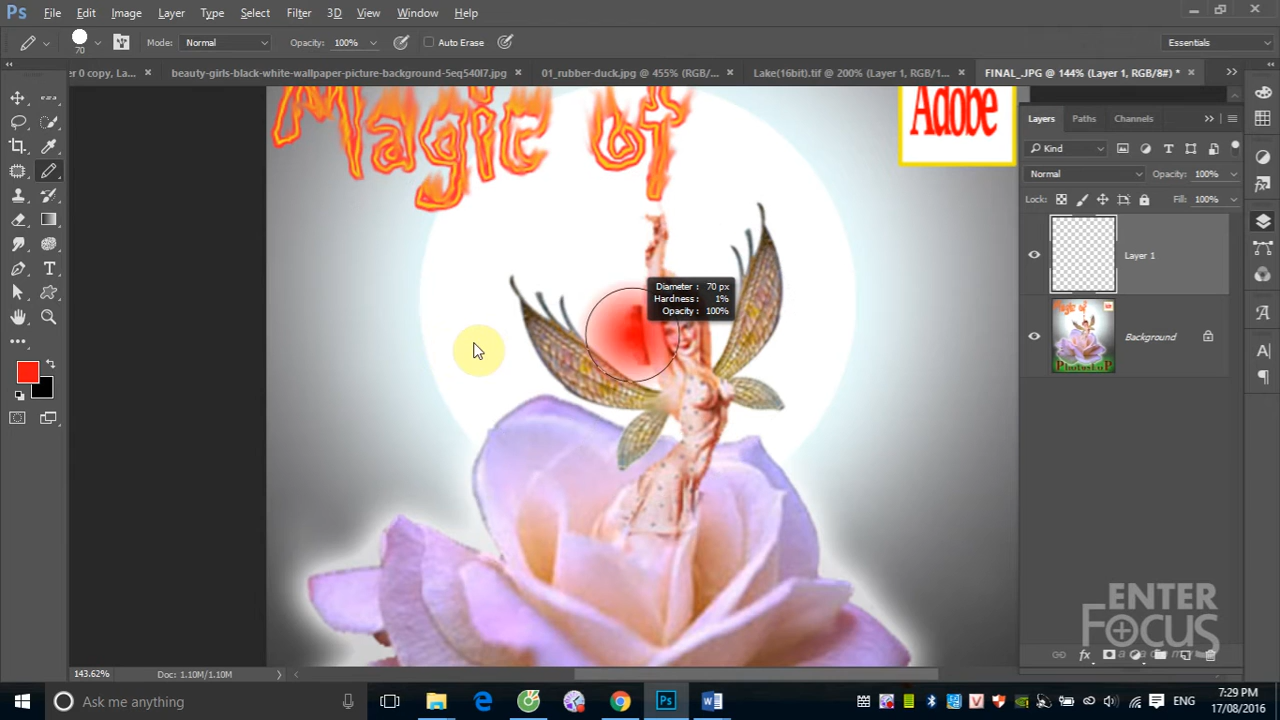 Ps File Edit Image Layer Type Select Filter 3D View Window Help
70 Mode: Normal Opacity: 100% Auto Erase Essentials
er 0 copy, La... × beauty-girls-black-white-wallpaper-picture-background-5eq540l7.jpg × 01_rubber-duck.jpg @ 455% (RGB/... × Lake(16bit).tif @ 200% (Layer 1, RGB/1... × FINAL_JPG @ 144% (Layer 1, RGB/8#) * ×
Magic of
Adobe
Layers Paths Channels
Kind
Normal Opacity: 100%
Lock: Fill: 100%
Layer 1
Background
Diameter : 70 px
Hardness : 1%
Opacity : 100%
ENTER
FOCUS
academy
143.62% Doc: 1.10M/1.10M
Ask me anything
ENG
7:29 PM
17/08/2016